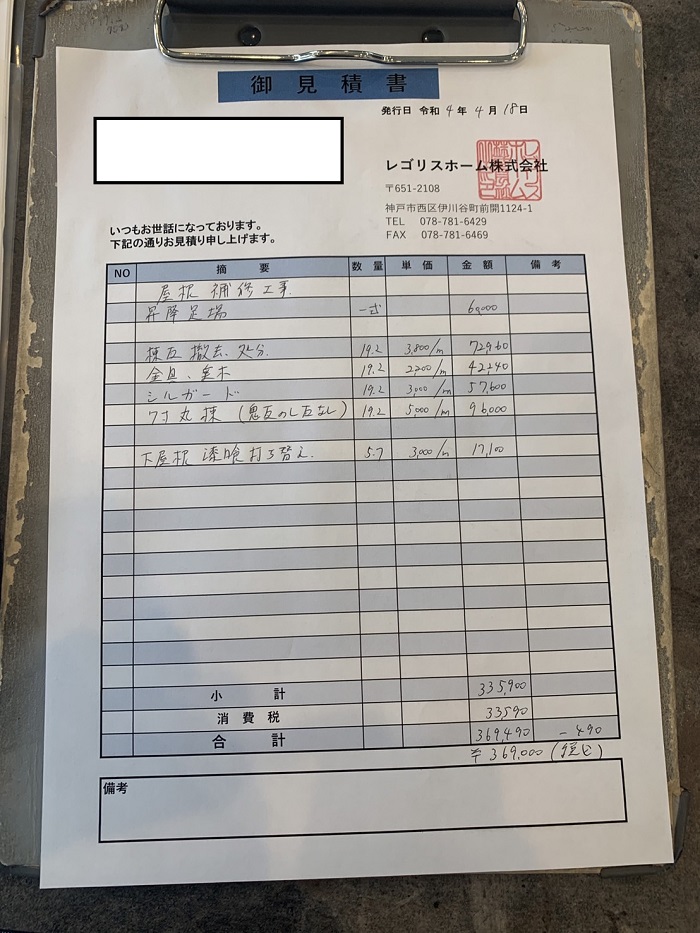 御見積書
発行日 令和 4 年 4 月 18 日
レゴリスホーム株式会社
〒651-2108
神戸市西区伊川谷町前開1124-1
TEL 078-781-6429
FAX 078-781-6469
いつもお世話になっております。
下記の通りお見積り申し上げます。
NO 摘要 数量 単価 金額 備考
屋根補修工事
昇降足場 一式 60,000
棟瓦撤去、処分 19.2 3,800/m 72,960
金具、垂木 19.2 2,200/m 42,240
シルガード 19.2 3,000/m 57,600
7寸丸棟(鬼瓦のし瓦なし) 19.2 5,000/m 96,000
下屋根 漆喰打ち替え 5.7 3,000/m 17,100
小計 335,900
消費税 33590
合計 369,490 -490
¥369,000(税込)
備考